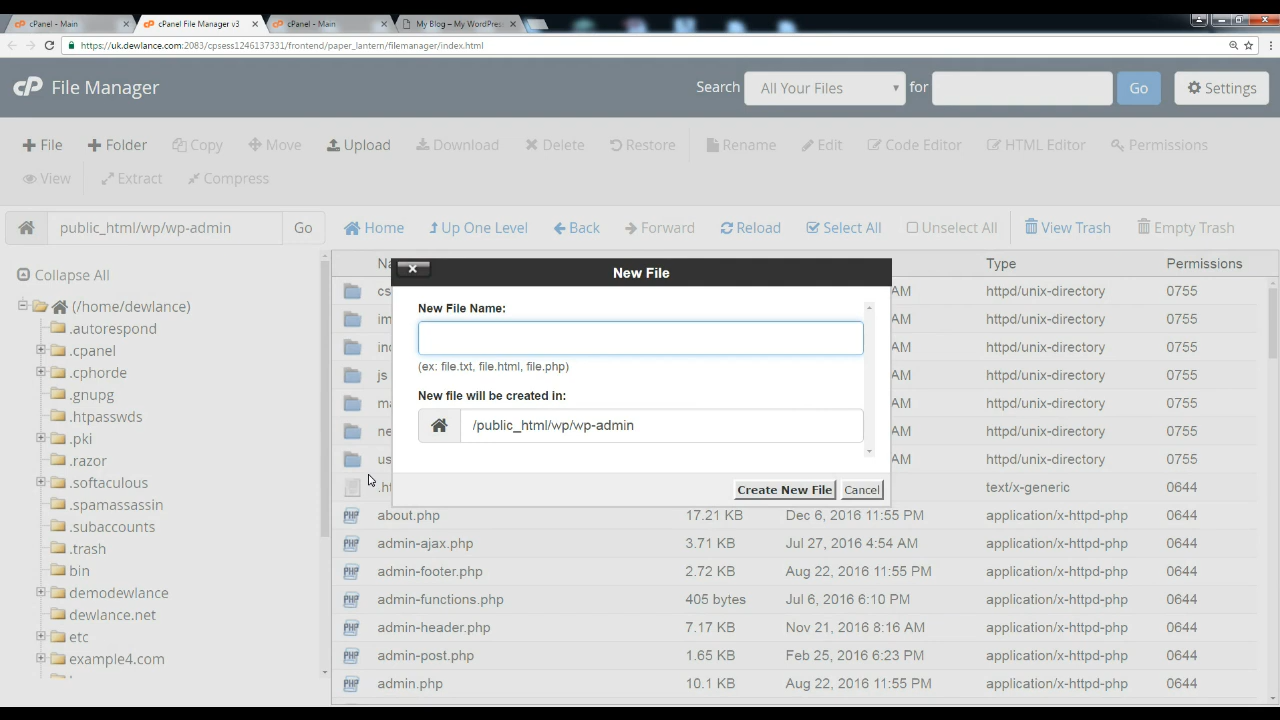 cPanel - Main
cPanel File Manager v3
cPanel - Main
My Blog – My WordPres
https://uk.dewlance.com:2083/cpsess1246137331/frontend/paper_lantern/filemanager/index.html
cP File Manager
Search All Your Files for Go Settings
File Folder Copy Move Upload Download Delete Restore Rename Edit Code Editor HTML Editor Permissions
View Extract Compress
public_html/wp/wp-admin Go Home Up One Level Back Forward Reload Select All Unselect All View Trash Empty Trash
Collapse All
(/home/dewlance)
.autorespond
.cpanel
.cphorde
.gnupg
.htpasswds
.pki
.razor
.softaculous
.spamassassin
.subaccounts
.trash
bin
demodewlance
dewlance.net
etc
example4.com
Na Type Permissions
cs AM httpd/unix-directory 0755
im AM httpd/unix-directory 0755
inc AM httpd/unix-directory 0755
js AM httpd/unix-directory 0755
ma AM httpd/unix-directory 0755
ne AM httpd/unix-directory 0755
us AM httpd/unix-directory 0755
.ht text/x-generic 0644
about.php 17.21 KB Dec 6, 2016 11:55 PM application/x-httpd-php 0644
admin-ajax.php 3.71 KB Jul 27, 2016 4:54 AM application/x-httpd-php 0644
admin-footer.php 2.72 KB Aug 22, 2016 11:55 PM application/x-httpd-php 0644
admin-functions.php 405 bytes Jul 6, 2016 6:10 PM application/x-httpd-php 0644
admin-header.php 7.17 KB Nov 21, 2016 8:16 AM application/x-httpd-php 0644
admin-post.php 1.65 KB Feb 25, 2016 6:23 PM application/x-httpd-php 0644
admin.php 10.1 KB Aug 22, 2016 11:55 PM application/x-httpd-php 0644
New File
New File Name:
(ex: file.txt, file.html, file.php)
New file will be created in:
/public_html/wp/wp-admin
Create New File Cancel